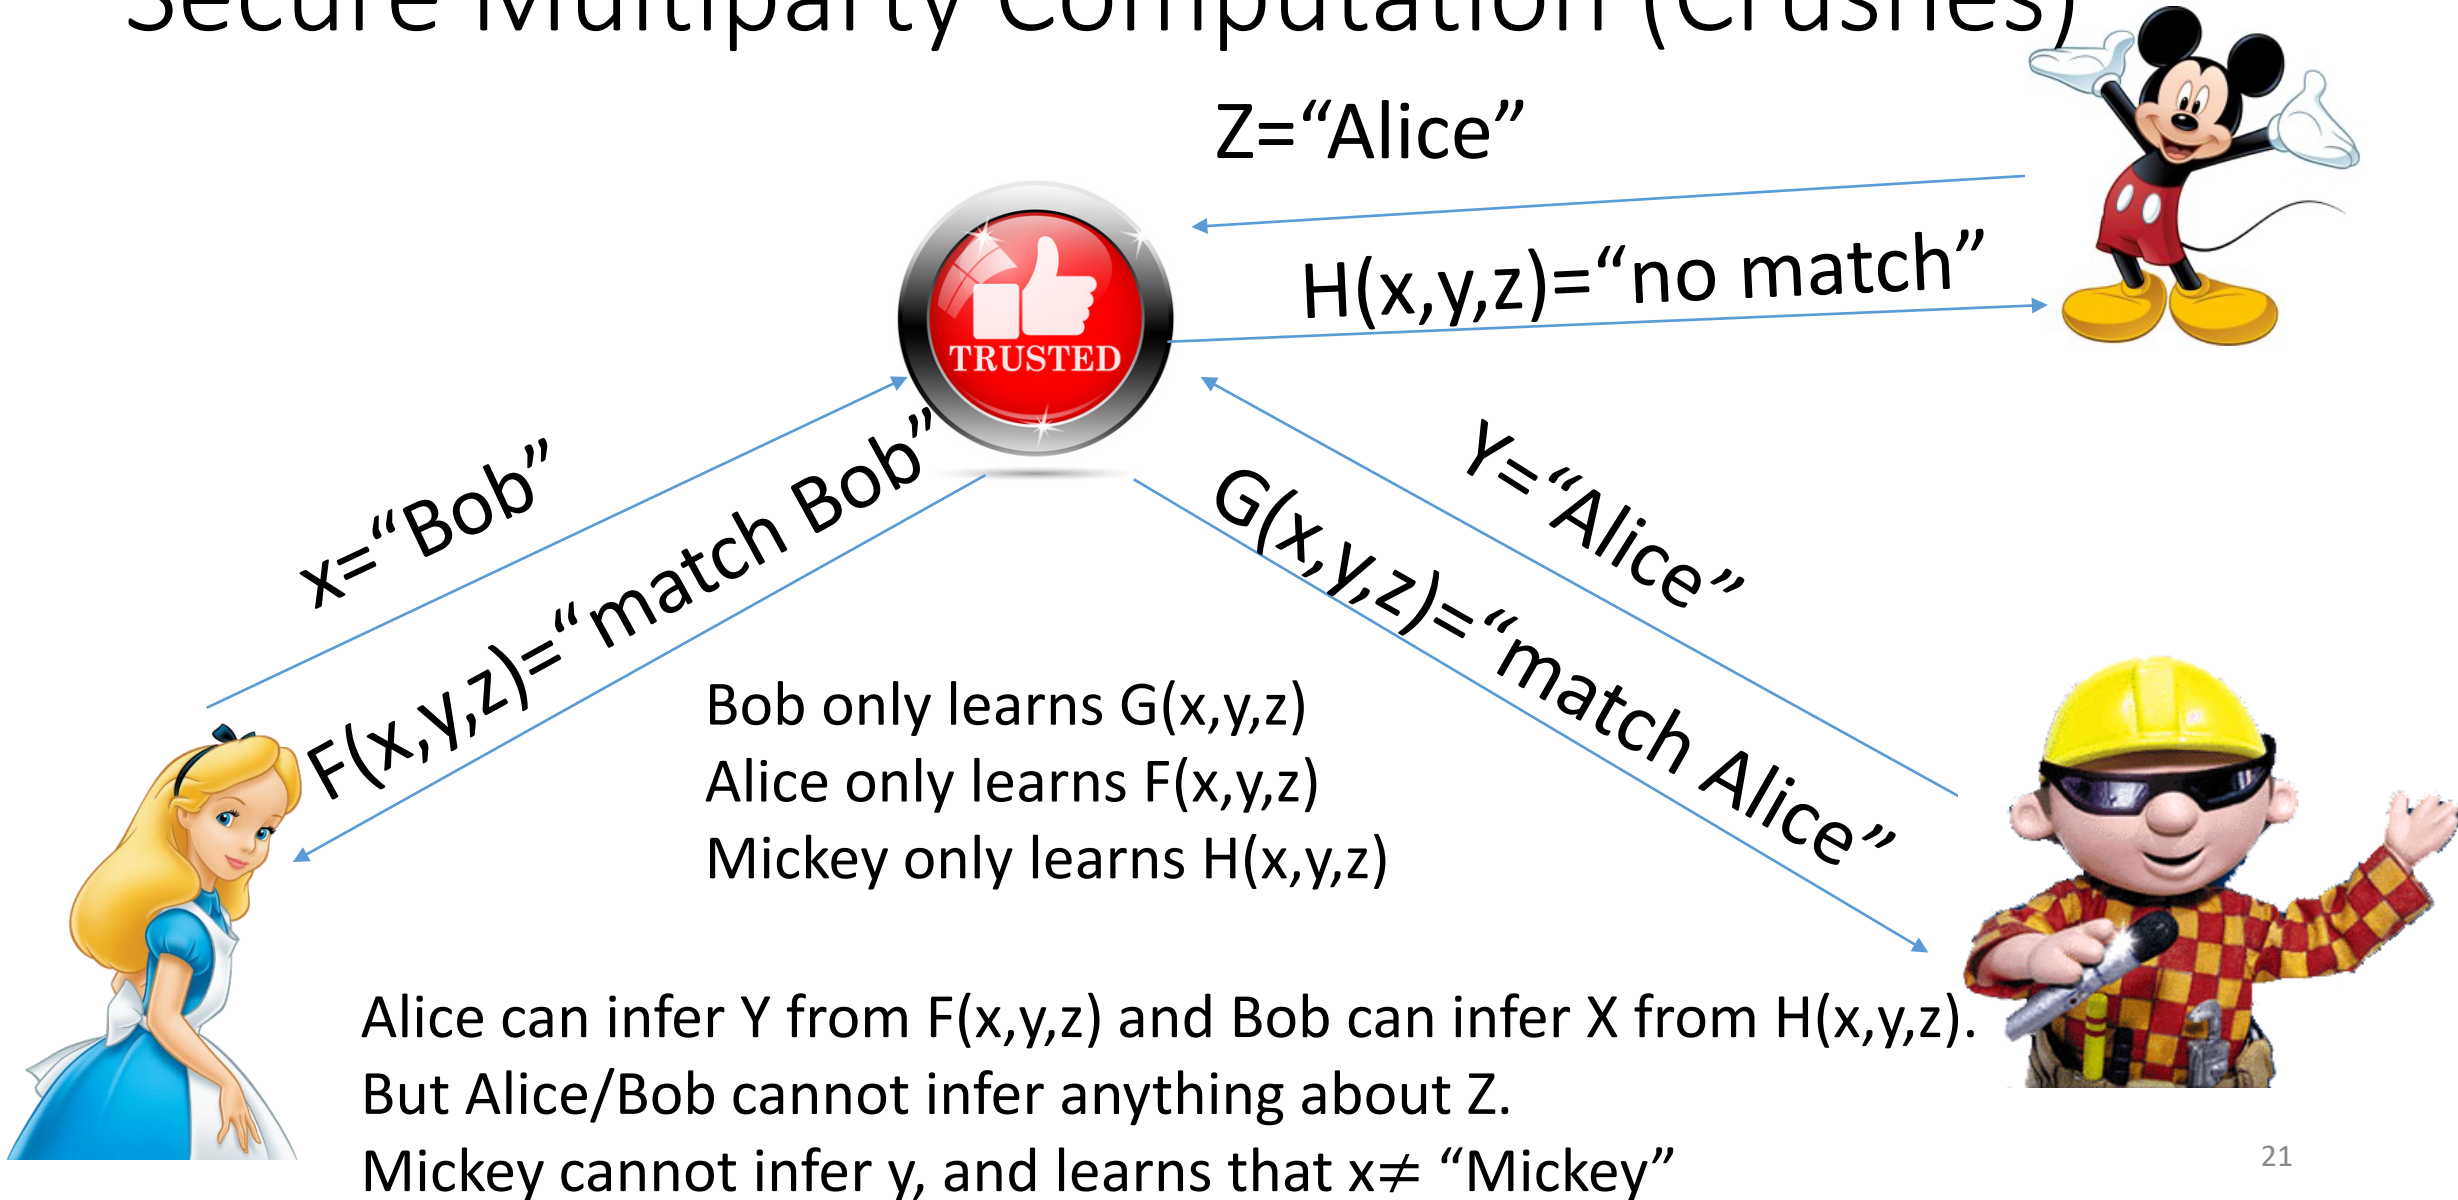 Secure Multiparty Computation (Crushes)
Z=“Alice”
H(x,y,z)=“no match”
TRUSTED
x=“Bob”
F(x,y,z)=“match Bob”
Y=“Alice”
G(x,y,z)=“match Alice”
Bob only learns G(x,y,z)
Alice only learns F(x,y,z)
Mickey only learns H(x,y,z)
Alice can infer Y from F(x,y,z) and Bob can infer X from H(x,y,z).
But Alice/Bob cannot infer anything about Z.
Mickey cannot infer y, and learns that x≠ “Mickey”
21